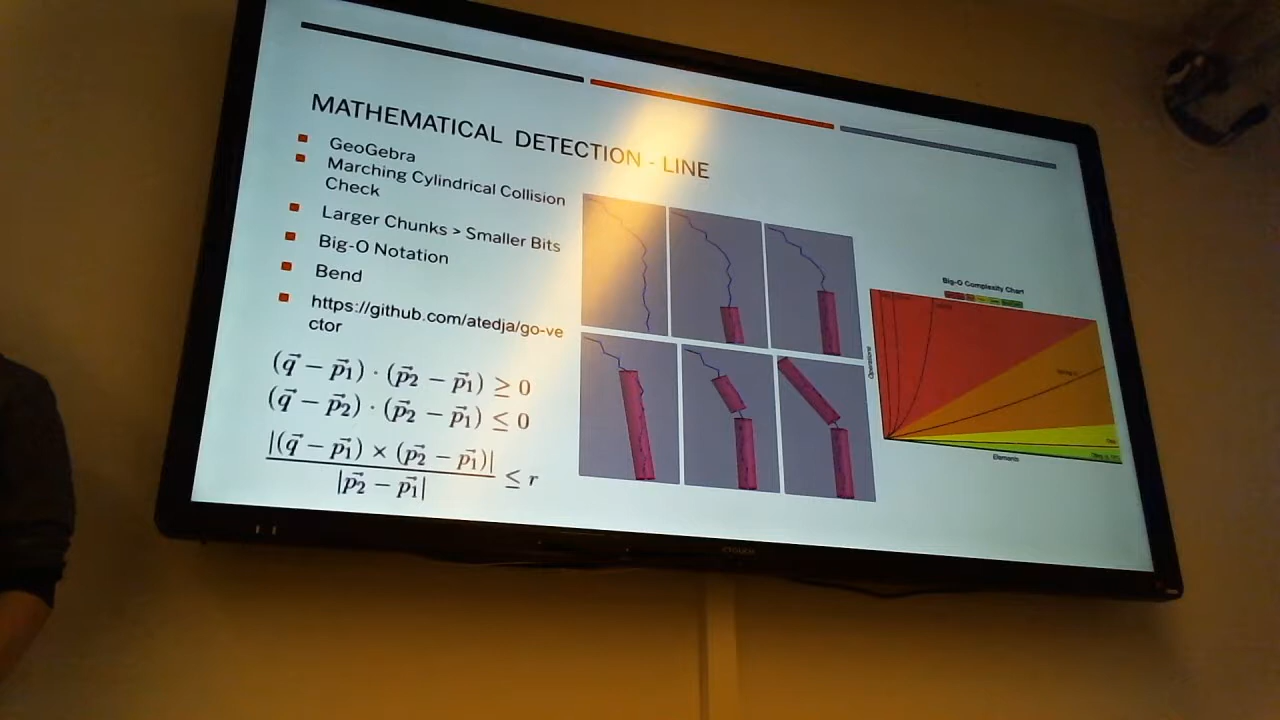 MATHEMATICAL DETECTION - LINE
GeoGebra
Marching Cylindrical Collision
Check
Larger Chunks > Smaller Bits
Big-O Notation
Bend
https://github.com/atedja/go-ve
ctor
(q⃗ − p⃗₁) · (p⃗₂ − p⃗₁) ≥ 0
(q⃗ − p⃗₂) · (p⃗₂ − p⃗₁) ≤ 0
|(q⃗ − p⃗₁) × (p⃗₂ − p⃗₁)|
|p⃗₂ − p⃗₁|
≤ r
Big-O Complexity Chart
Operations
Elements